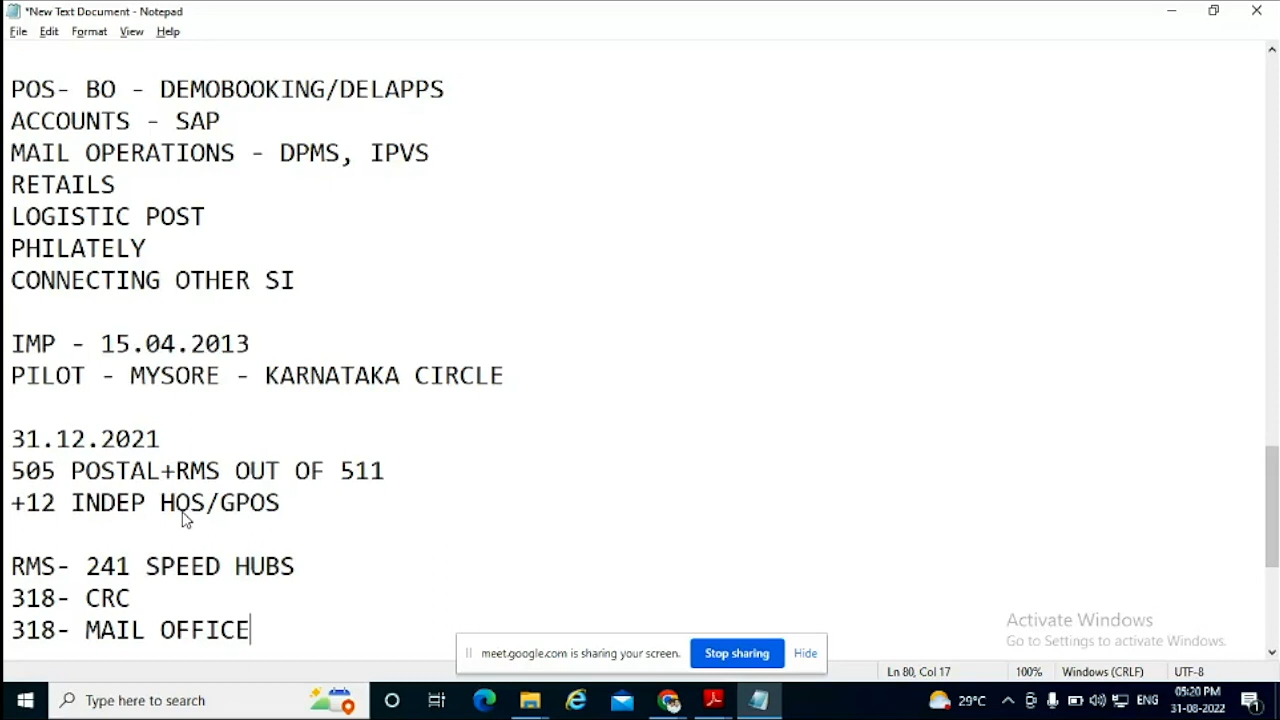 *New Text Document - Notepad
File Edit Format View Help
POS- BO - DEMOBOOKING/DELAPPS
ACCOUNTS - SAP
MAIL OPERATIONS - DPMS, IPVS
RETAILS
LOGISTIC POST
PHILATELY
CONNECTING OTHER SI
IMP - 15.04.2013
PILOT - MYSORE - KARNATAKA CIRCLE
31.12.2021
505 POSTAL+RMS OUT OF 511
+12 INDEP HOS/GPOS
RMS- 241 SPEED HUBS
318- CRC
318- MAIL OFFICE
Activate Windows
Go to Settings to activate Windows.
meet.google.com is sharing your screen. Stop sharing Hide
Ln 80, Col 17 100% Windows (CRLF) UTF-8
Type here to search 29°C ENG 05:20 PM
31-08-2022
1